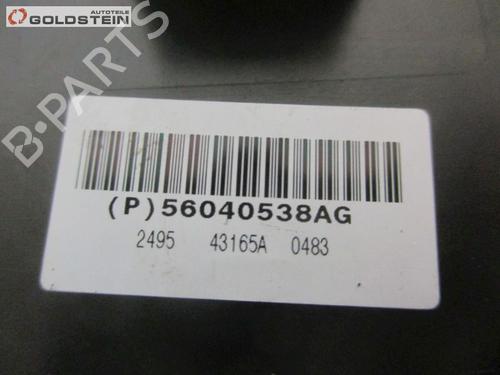 AUTOTEILE
GOLDSTEIN
B-PARTS
(P)56040538AG
2495 43165A 0483